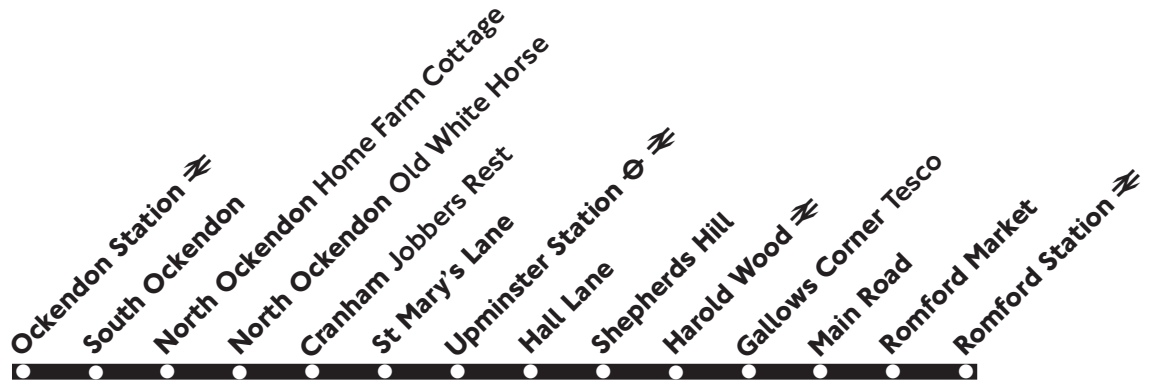 Ockendon Station
South Ockendon
North Ockendon Home Farm Cottage
North Ockendon Old White Horse
Cranham Jobbers Rest
St Mary's Lane
Upminster Station
Hall Lane
Shepherds Hill
Harold Wood
Gallows Corner Tesco
Main Road
Romford Market
Romford Station